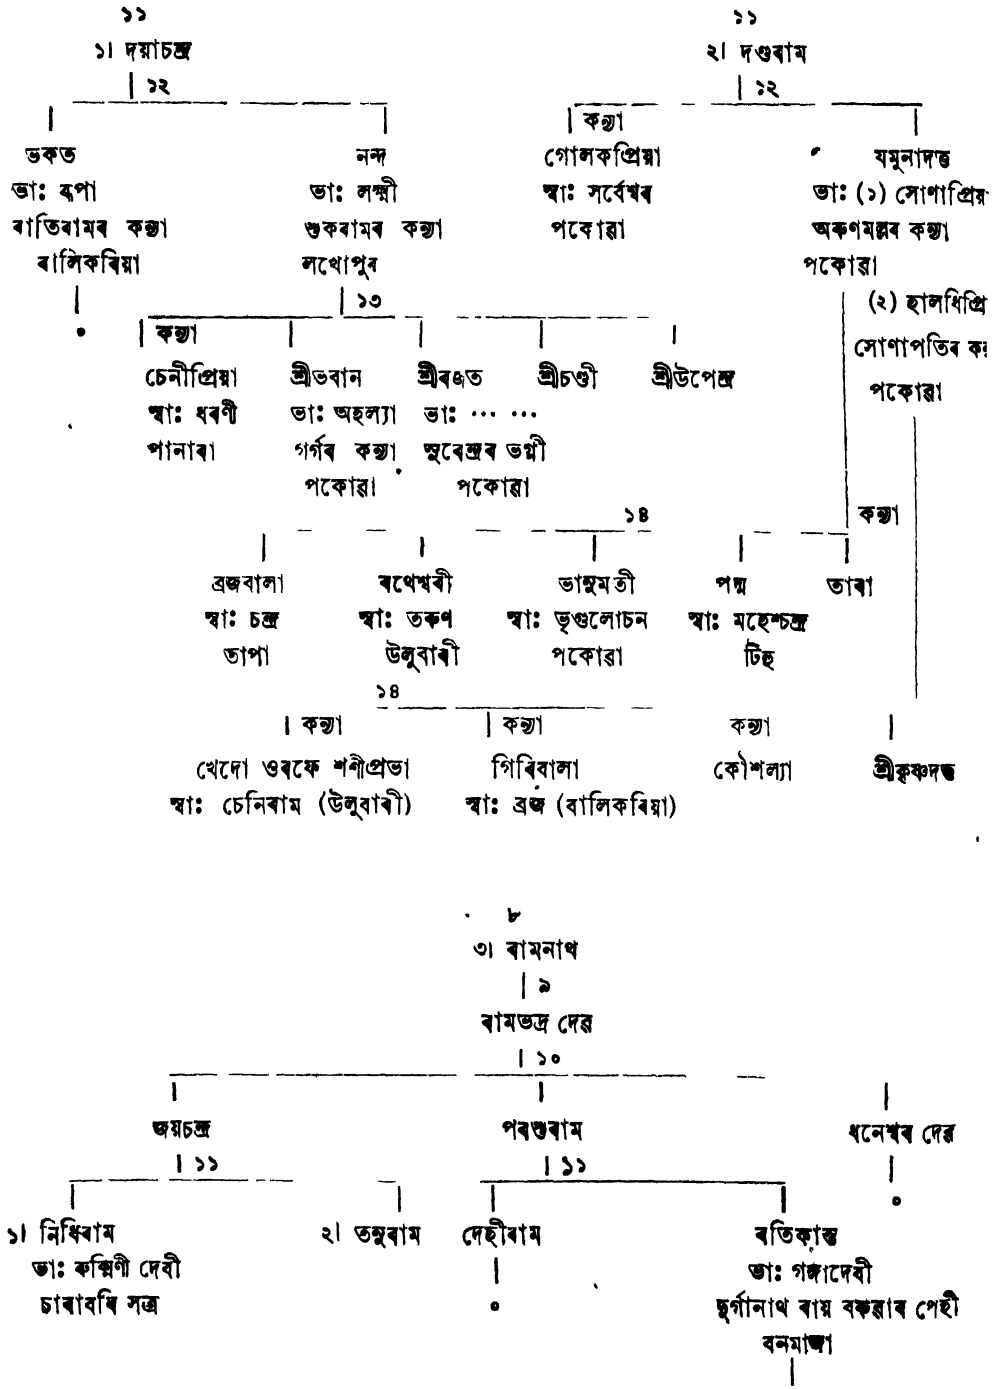 ১১ ১১
১। দয়াচন্দ্ৰ ২। দণ্ডৰাম
১২ ১২
কন্যা
ভকত নন্দ গোলকপ্ৰিয়া যমুনাদত্ত
ভা: ৰূপা ভা: লক্ষ্মী স্বা: সৰ্বেশ্বৰ ভা: (১) সোণাপ্ৰিয়
ৰাতিৰামৰ কন্যা শুকৰামৰ কন্যা পকোৱা অৰুণমল্লৰ কন্যা
ৰালিকৰিয়া লখোপুৰ পকোৱা
১৩ (২) হালধিপ্ৰি
০ কন্যা সোণাপতিৰ
চেনীপ্ৰিয়া শ্ৰীভবান শ্ৰীৰজত শ্ৰীচণ্ডী শ্ৰীউপেন্দ্ৰ পকোৱা
স্বা: ধৰণী ভা: অহল্যা ভা: ... ...
পানাৰা গৰ্গৰ কন্যা সুৰেন্দ্ৰৰ ভগ্নী
পকোৱা পকোৱা
১৪ কন্যা
ব্ৰজবালা ৰথেশ্বৰী ভানুমতী পদ্ম তাৰা
স্বা: চন্দ্ৰ স্বা: তৰুণ স্বা: ভৃগুলোচন স্বা: মহেশচন্দ্ৰ
তাপা উলুবাৰী পকোৱা টিহু
১৪
কন্যা কন্যা কন্যা
খেদো ওৰফে শশীপ্ৰভা গিৰিবালা কৌশল্যা শ্ৰীকৃষ্ণদত্ত
স্বা: চেনিৰাম (উলুবাৰী) স্বা: ব্ৰজ (বালিকৰিয়া)
৮
৩। ৰামনাথ
৯
ৰামভদ্ৰ দেৱ
১০
জয়চন্দ্ৰ পৰশুৰাম ধনেশ্বৰ দেৱ
১১ ১১
০
১। নিধিৰাম ২। তনুৰাম দেহীৰাম ৰতিকান্ত
ভা: ৰুক্মিণী দেবী ভা: গঙ্গাদেবী
চাৰাবৰি সত্ৰ ০ দুৰ্গানাথ ৰায় বৰুৱাৰ পেহী
বনমাজা